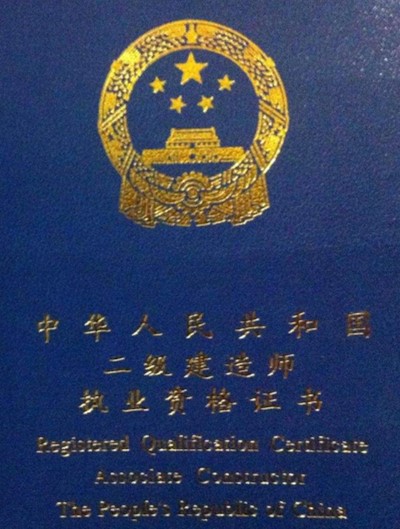 中华人民共和国
二级建造师
执业资格证书
Registered Qualification Certificate
Associate Constructor
The People's Republic of China